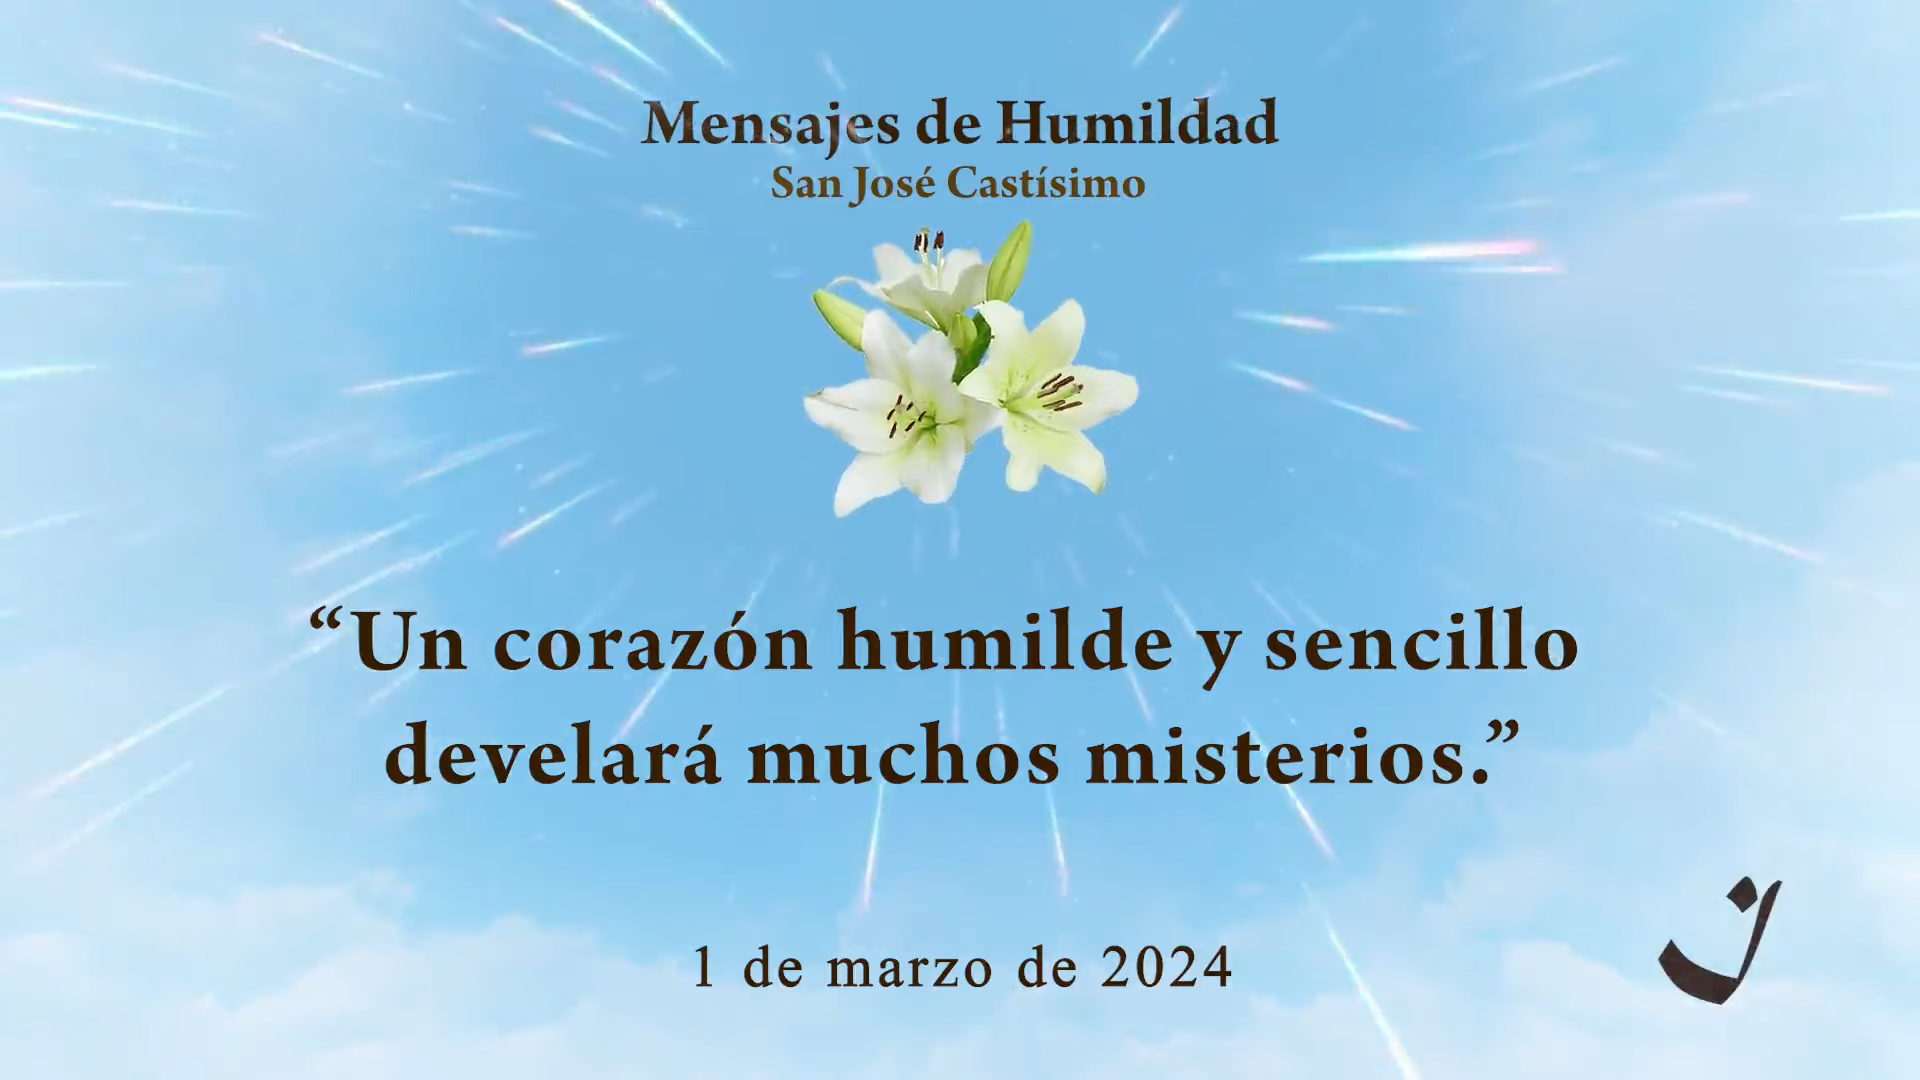 Mensajes de Humildad
San José Castísimo
“Un corazón humilde y sencillo
develará muchos misterios.”
1 de marzo de 2024